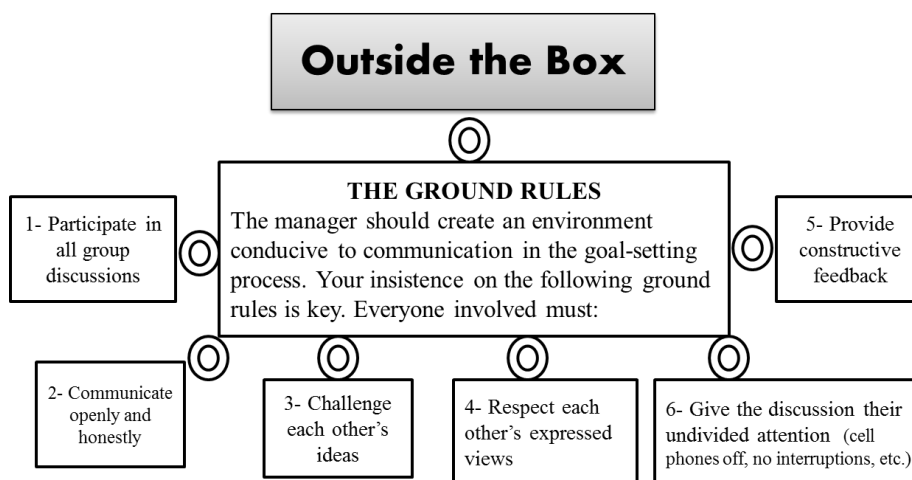 Outside the Box
THE GROUND RULES
The manager should create an environment
conducive to communication in the goal-setting
process. Your insistence on the following ground
rules is key. Everyone involved must:
1- Participate in
all group
discussions
2- Communicate
openly and
honestly
3- Challenge
each other’s
ideas
4- Respect each
other’s expressed
views
5- Provide
constructive
feedback
6- Give the discussion their
undivided attention (cell
phones off, no interruptions, etc.)